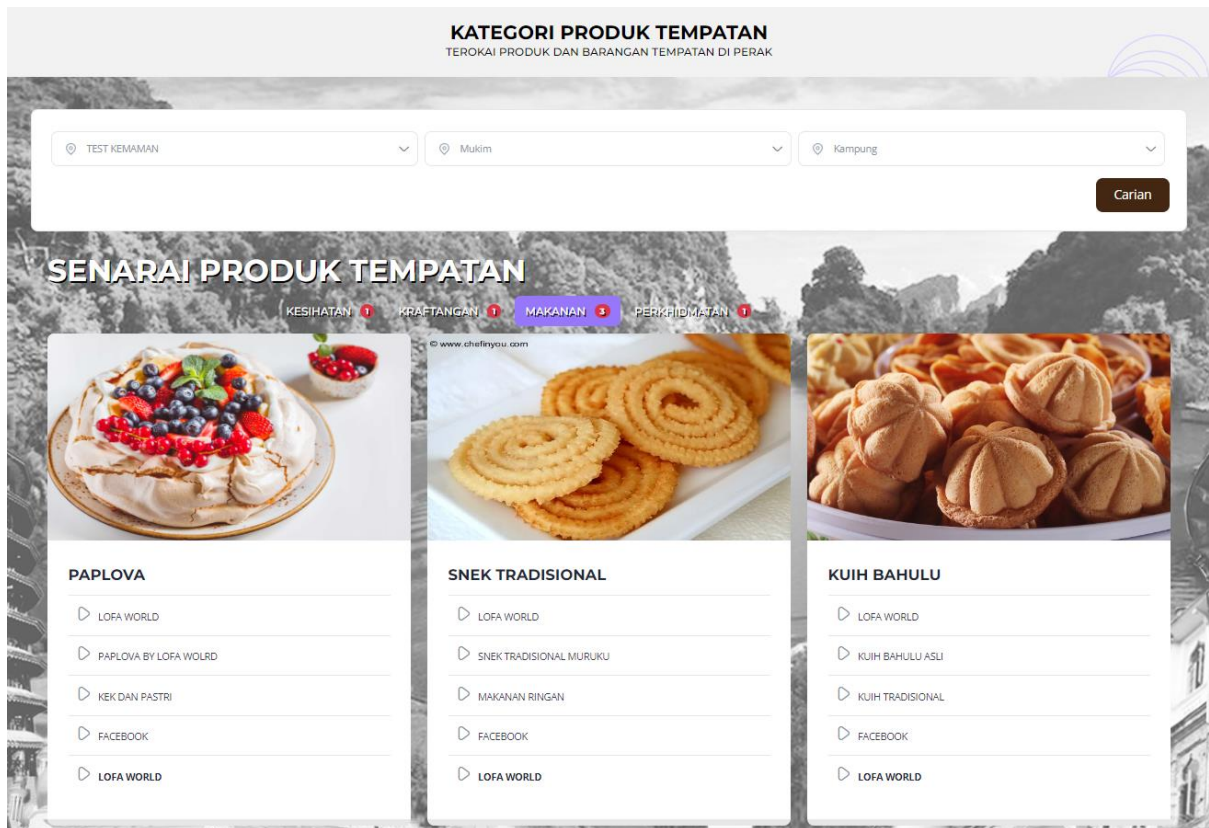 KATEGORI PRODUK TEMPATAN
TEROKAI PRODUK DAN BARANGAN TEMPATAN DI PERAK
TEST KEMAMAN
Mukim
Kampung
Carian
SENARAI PRODUK TEMPATAN
KESIHATAN 1 KRAFTANGAN 1 MAKANAN 3 PERKHIDMATAN 1
© www.chefinyou.com
PAPLOVA
LOFA WORLD
PAPLOVA BY LOFA WOLRD
KEK DAN PASTRI
FACEBOOK
LOFA WORLD
SNEK TRADISIONAL
LOFA WORLD
SNEK TRADISIONAL MURUKU
MAKANAN RINGAN
FACEBOOK
LOFA WORLD
KUIH BAHULU
LOFA WORLD
KUIH BAHULU ASLI
KUIH TRADISIONAL
FACEBOOK
LOFA WORLD